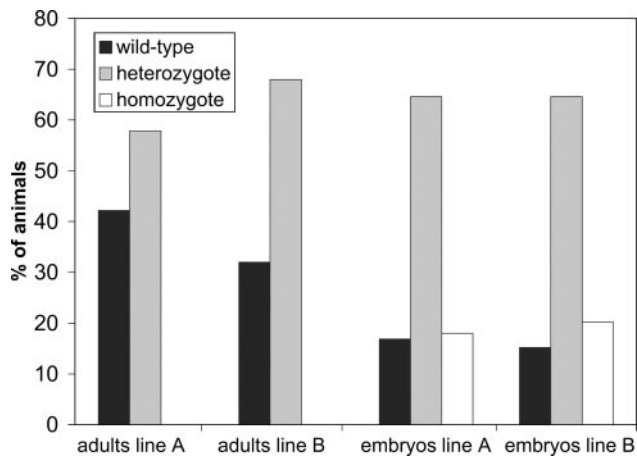 80
70
60
50
40
30
20
10
0
% of animals
wild-type
heterozygote
homozygote
adults line A adults line B embryos line A embryos line B